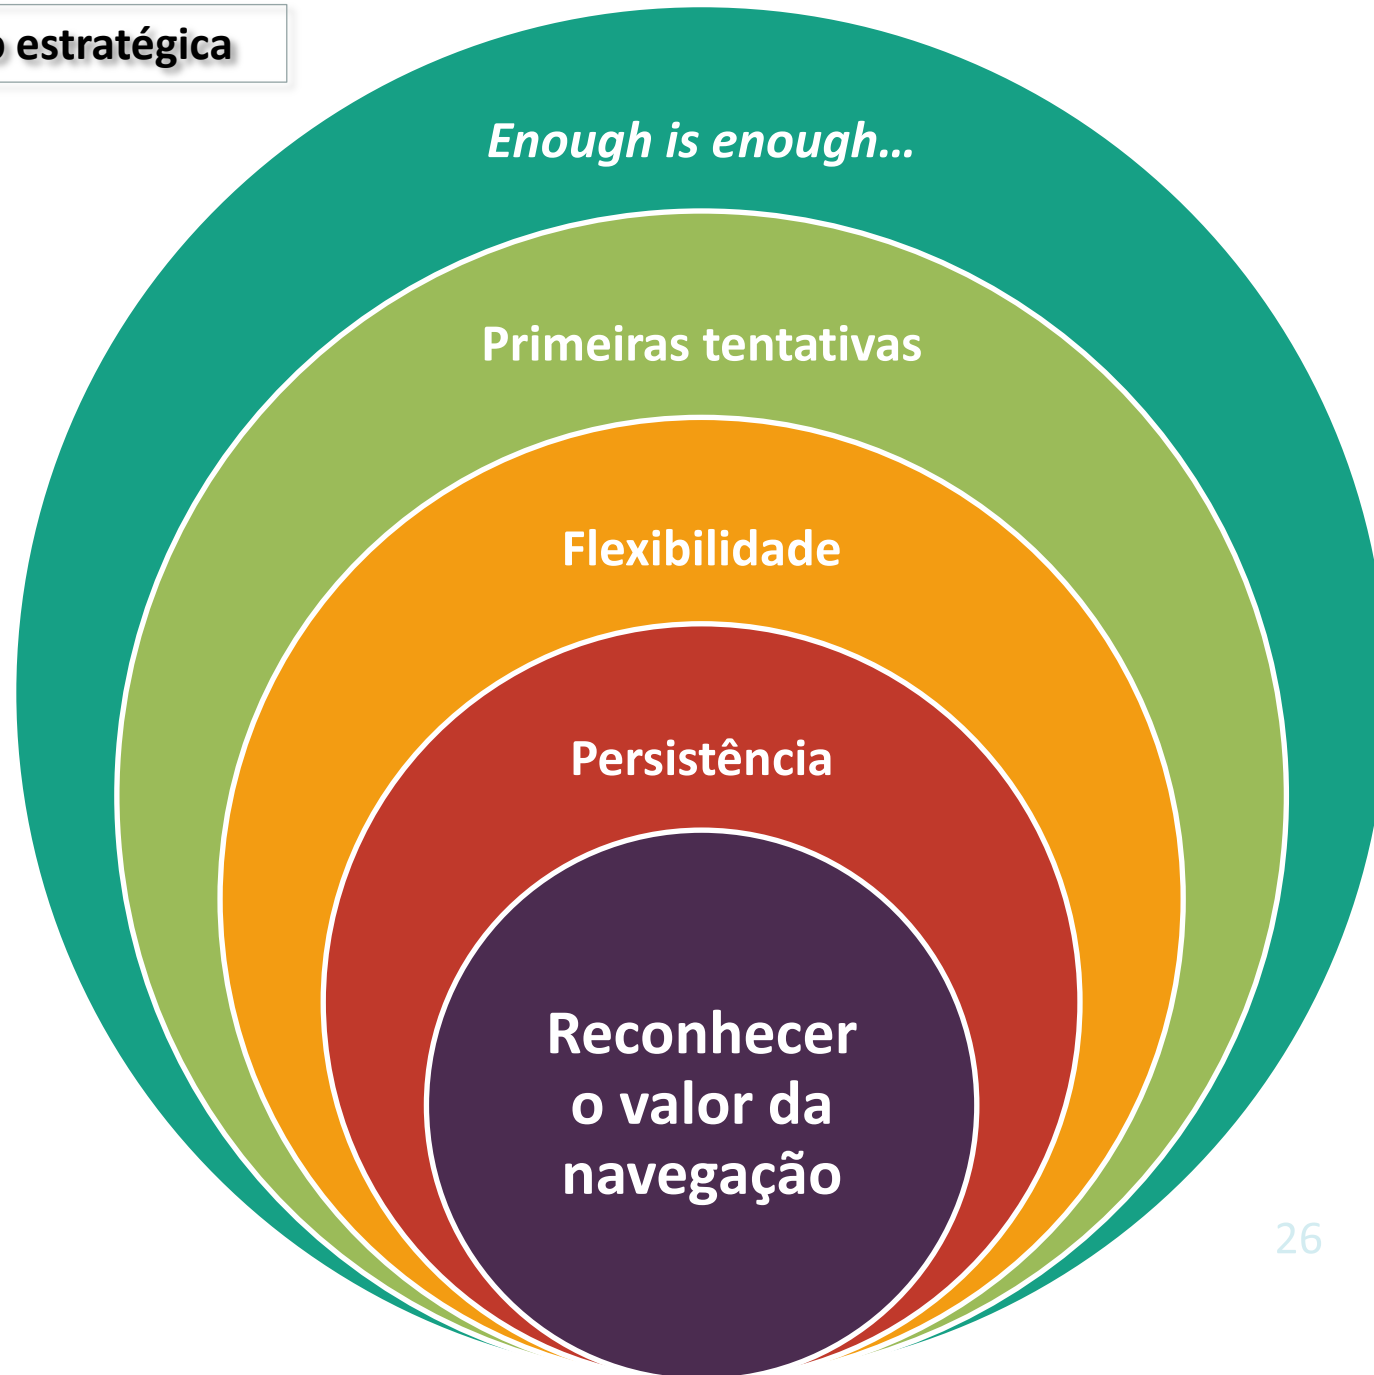 estratégica
Enough is enough…
Primeiras tentativas
Flexibilidade
Persistência
Reconhecer
o valor da
navegação
26